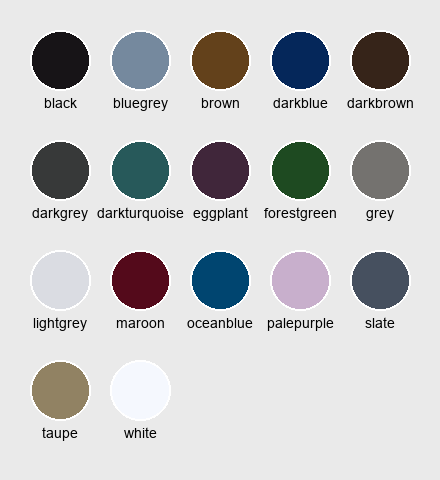 black bluegrey brown darkblue darkbrown
darkgrey darkturquoise eggplant forestgreen grey
lightgrey maroon oceanblue palepurple slate
taupe white